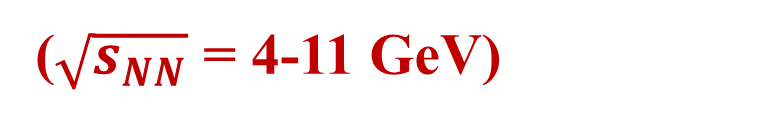 (√s_NN = 4-11 GeV)